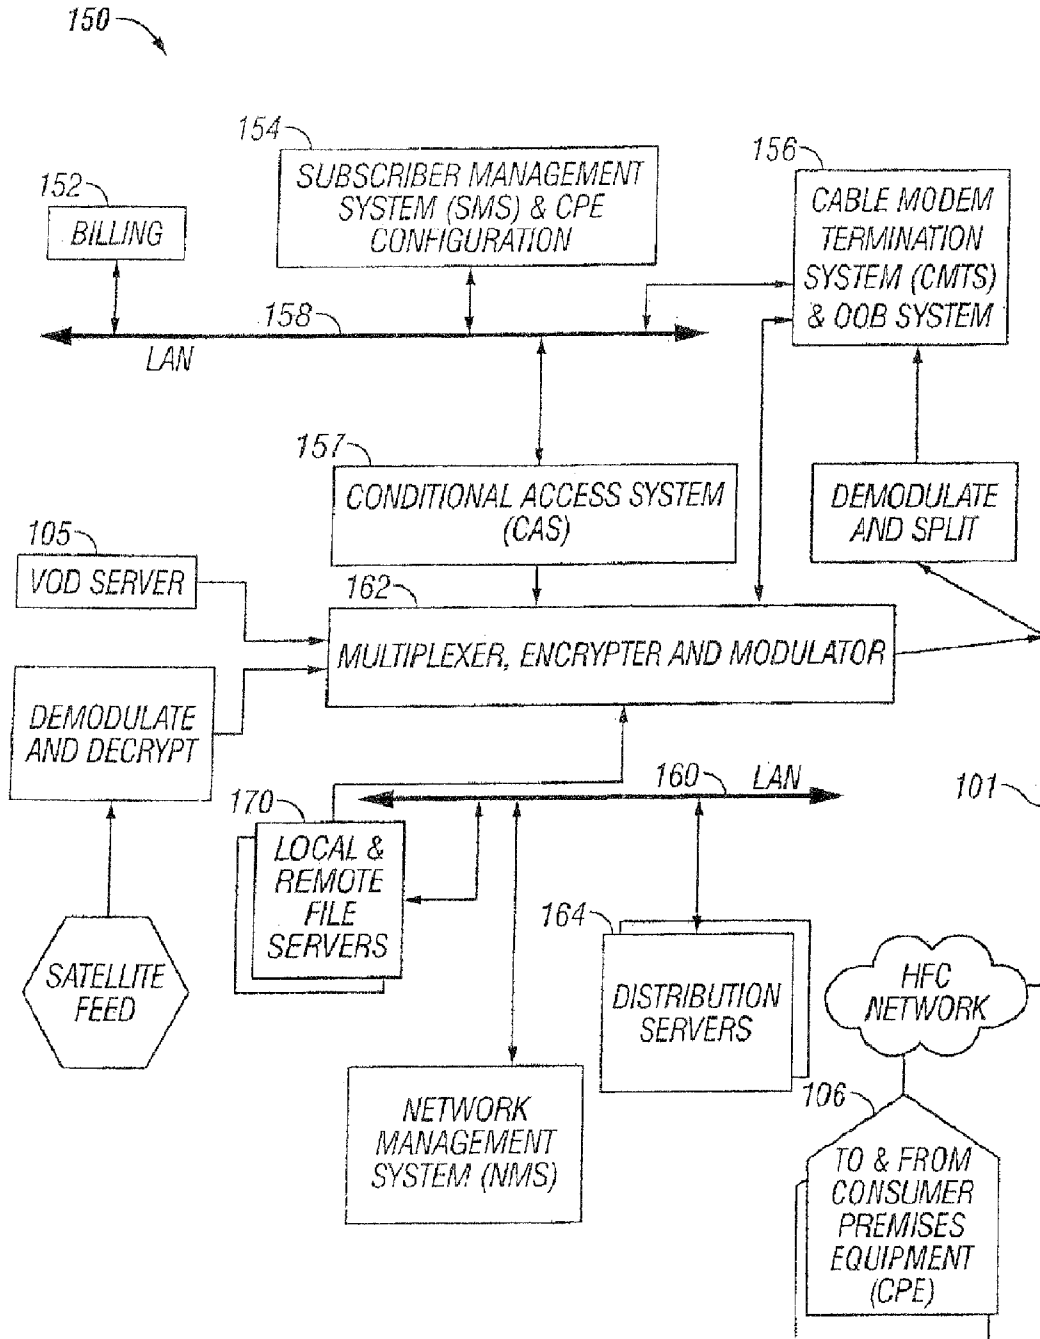 150
154
SUBSCRIBER MANAGEMENT
SYSTEM (SMS) & CPE
CONFIGURATION
156
CABLE MODEM
TERMINATION
SYSTEM (CMTS)
& OOB SYSTEM
152
BILLING
158
LAN
157
CONDITIONAL ACCESS SYSTEM
(CAS)
DEMODULATE
AND SPLIT
105
VOD SERVER
162
MULTIPLEXER, ENCRYPTER AND MODULATOR
DEMODULATE
AND DECRYPT
160
LAN
101
170
LOCAL &
REMOTE
FILE
SERVERS
164
DISTRIBUTION
SERVERS
SATELLITE
FEED
HFC
NETWORK
NETWORK
MANAGEMENT
SYSTEM (NMS)
106
TO & FROM
CONSUMER
PREMISES
EQUIPMENT
(CPE)